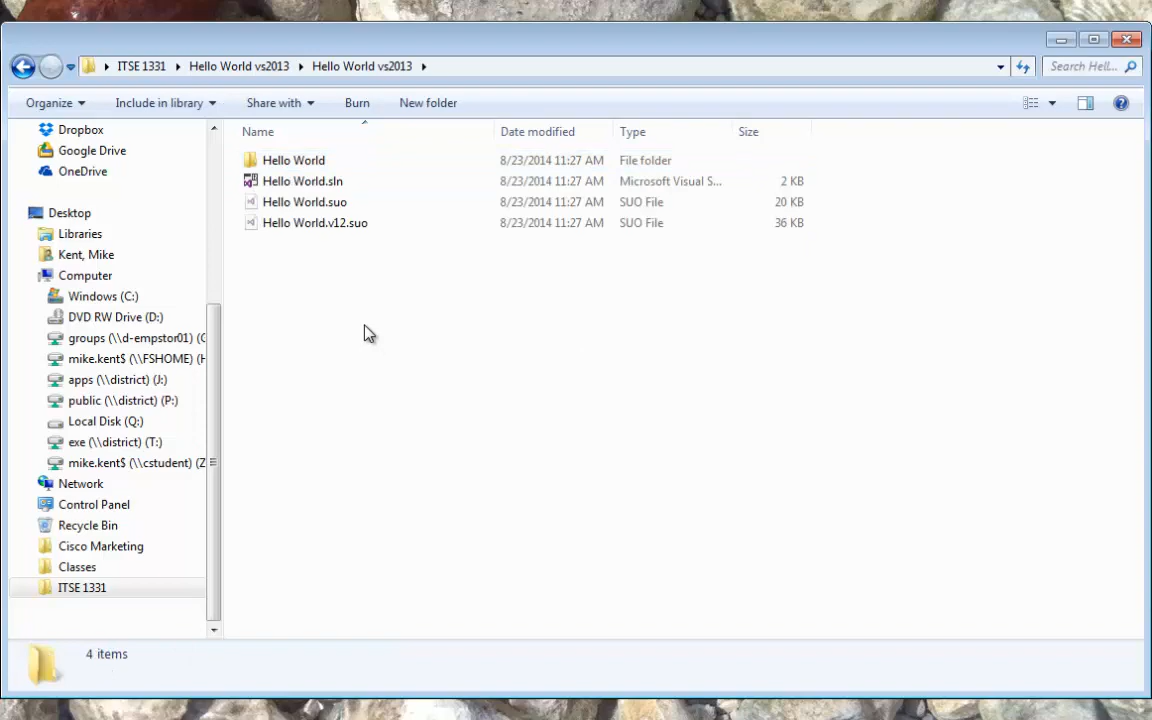 ITSE 1331 Hello World vs2013 Hello World vs2013 Search Hell...
Organize Include in library Share with Burn New folder
Name Date modified Type Size
Dropbox
Google Drive
OneDrive
Desktop
Libraries
Kent, Mike
Computer
Windows (C:)
DVD RW Drive (D:)
groups (\\d-empstor01) (
mike.kent$ (\\FSHOME) (H
apps (\\district) (J:)
public (\\district) (P:)
Local Disk (Q:)
exe (\\district) (T:)
mike.kent$ (\\cstudent) (Z
Network
Control Panel
Recycle Bin
Cisco Marketing
Classes
ITSE 1331
Hello World 8/23/2014 11:27 AM File folder
Hello World.sln 8/23/2014 11:27 AM Microsoft Visual S... 2 KB
Hello World.suo 8/23/2014 11:27 AM SUO File 20 KB
Hello World.v12.suo 8/23/2014 11:27 AM SUO File 36 KB
4 items